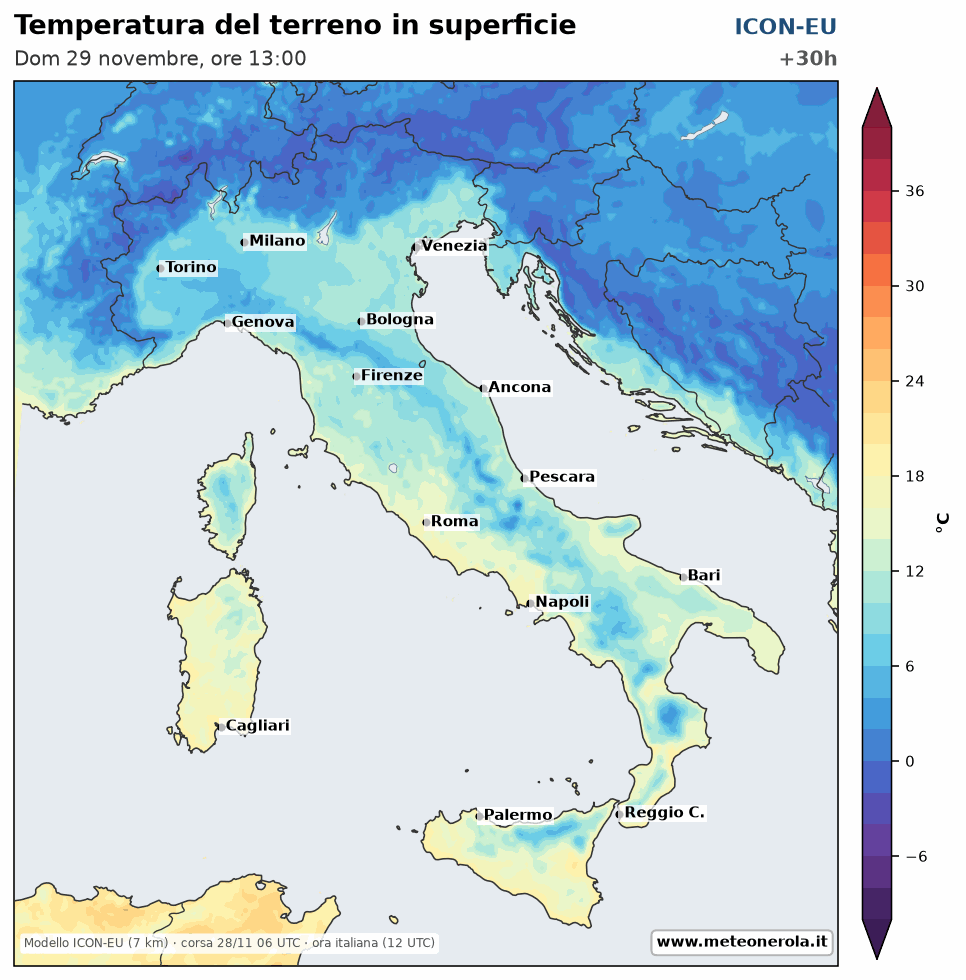 Temperatura del terreno in superficie
ICON-EU
Dom 29 novembre, ore 13:00
+30h
Milano
Venezia
Torino
Genova
Bologna
Firenze
Ancona
Pescara
Roma
Bari
Napoli
Cagliari
Palermo
Reggio C.
36
30
24
18
12
6
0
−6
°C
Modello ICON-EU (7 km) · corsa 28/11 06 UTC · ora italiana (12 UTC)
www.meteonerola.it